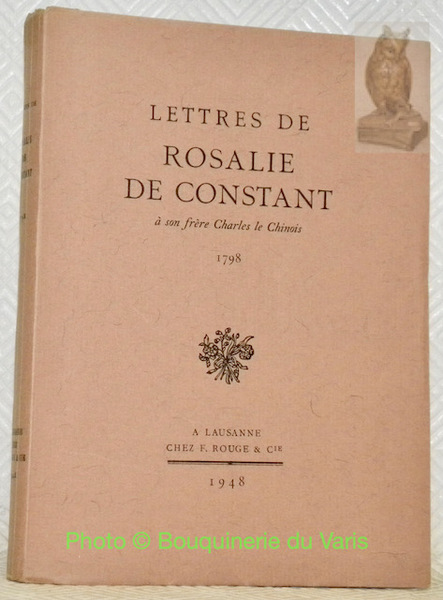 LETTRES DE
ROSALIE
DE CONSTANT
à son frère Charles le Chinois
1798
A LAUSANNE
CHEZ F. ROUGE & CIE
1948
Photo © Bouquinerie du Varis